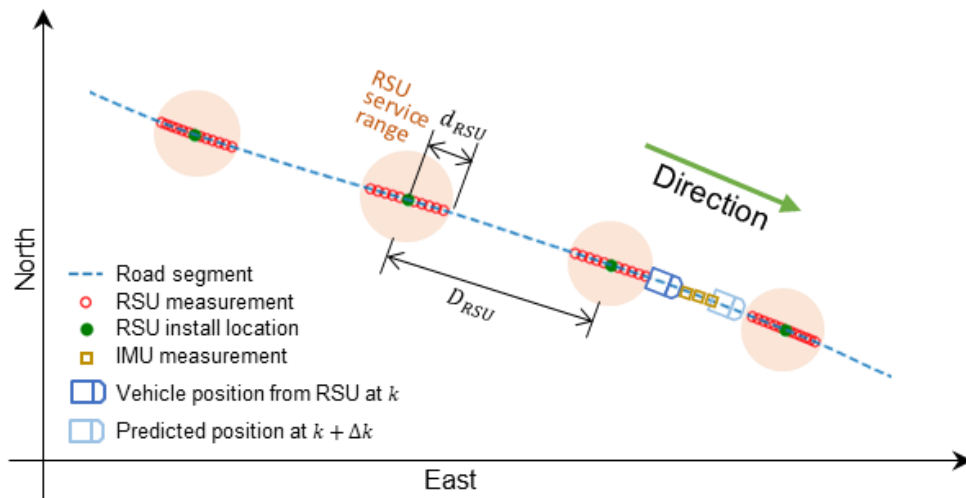 RSU
service
range
d_RSU
Direction
D_RSU
North
Road segment
RSU measurement
RSU install location
IMU measurement
Vehicle position from RSU at k
Predicted position at k + Δk
East